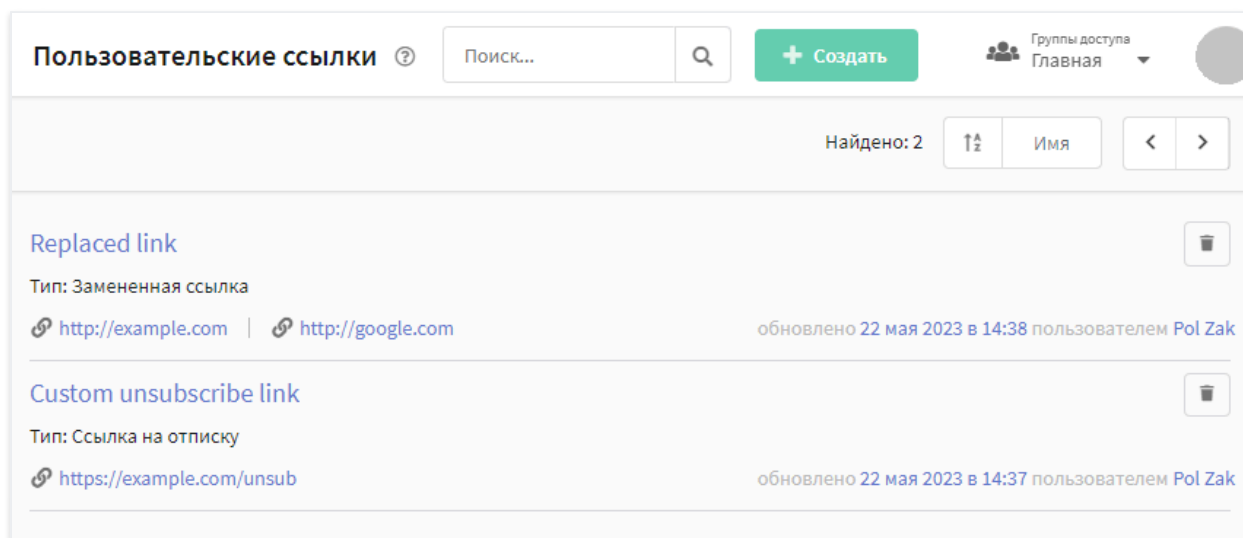 Пользовательские ссылки ? Поиск... + Создать Группы доступа
Главная
Найдено: 2 A Z Имя
Replaced link
Тип: Замененная ссылка
http://example.com | http://google.com обновлено 22 мая 2023 в 14:38 пользователем Pol Zak
Custom unsubscribe link
Тип: Ссылка на отписку
https://example.com/unsub обновлено 22 мая 2023 в 14:37 пользователем Pol Zak